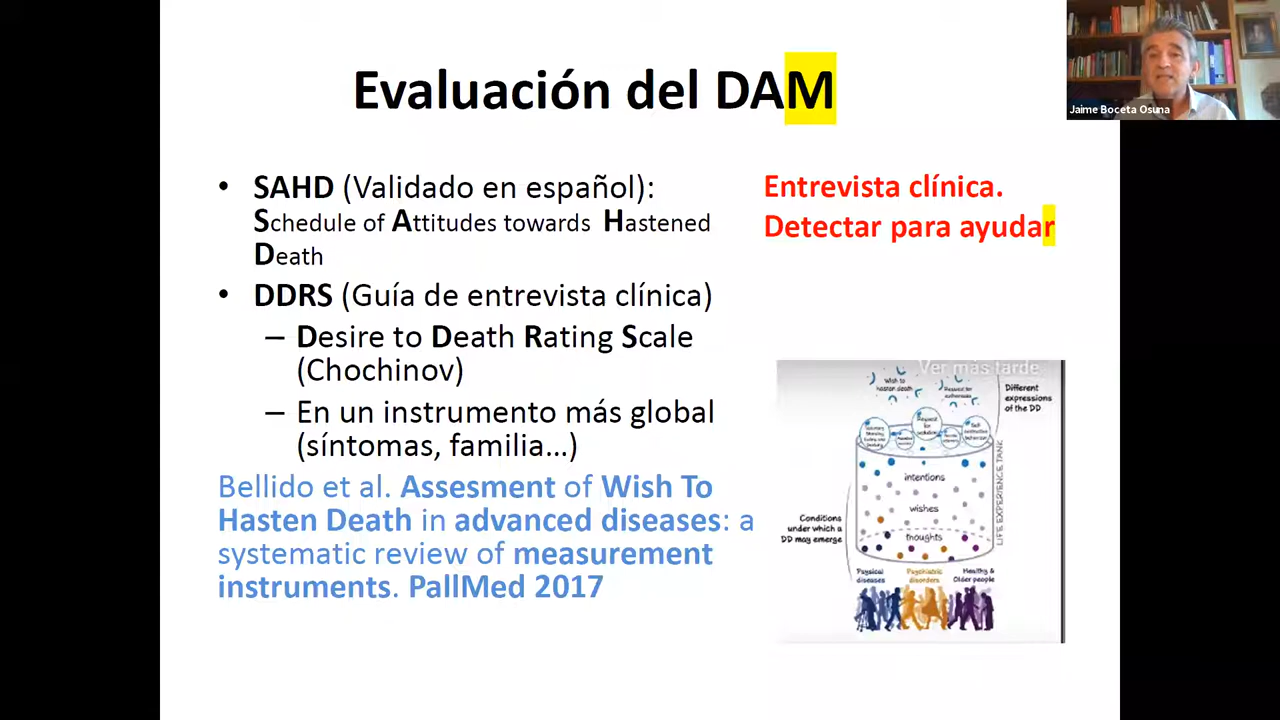 Evaluación del DAM
Jaime Boceta Osuna
• SAHD (Validado en español):
Schedule of Attitudes towards Hastened
Death
• DDRS (Guía de entrevista clínica)
– Desire to Death Rating Scale
(Chochinov)
– En un instrumento más global
(síntomas, familia…)
Bellido et al. Assesment of Wish To
Hasten Death in advanced diseases: a
systematic review of measurement
instruments. PallMed 2017
Entrevista clínica.
Detectar para ayudar
Ver más tarde
Wish to
hasten death
Request for
euthanasia
Different
expressions
of the DD
Request
for
LIFE EXPERIENCE TANK
intentions
wishes
thoughts
Conditions
under which a
DD may emerge
Physical
diseases
Psychiatric
disorders
Healthy &
Older people